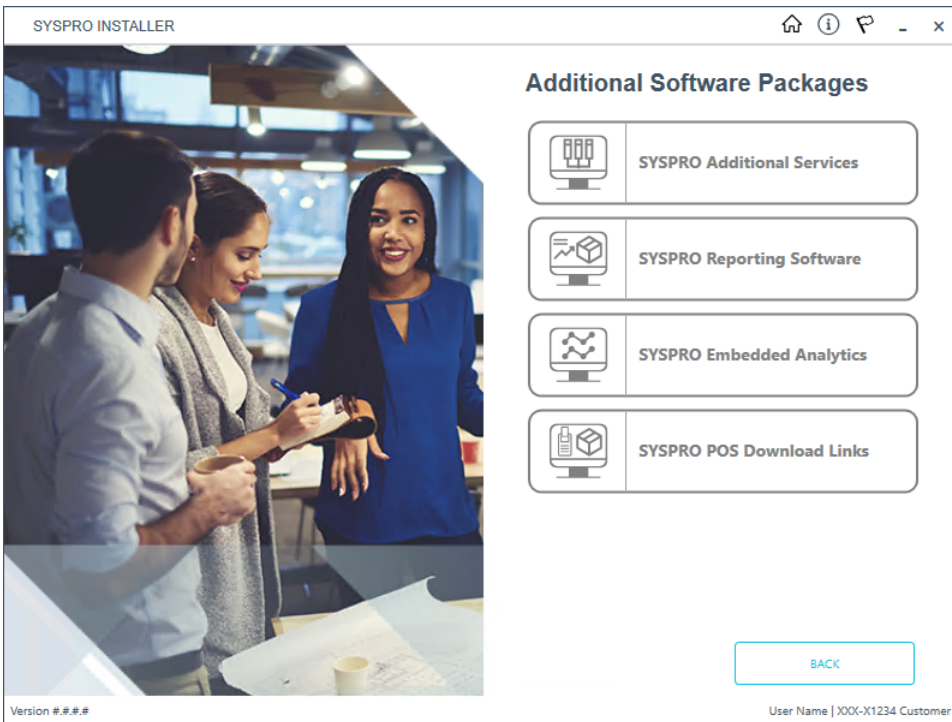 SYSPRO INSTALLER
Additional Software Packages
SYSPRO Additional Services
SYSPRO Reporting Software
SYSPRO Embedded Analytics
SYSPRO POS Download Links
BACK
Version #.#.#.#
User Name | XXX-X1234 Customer